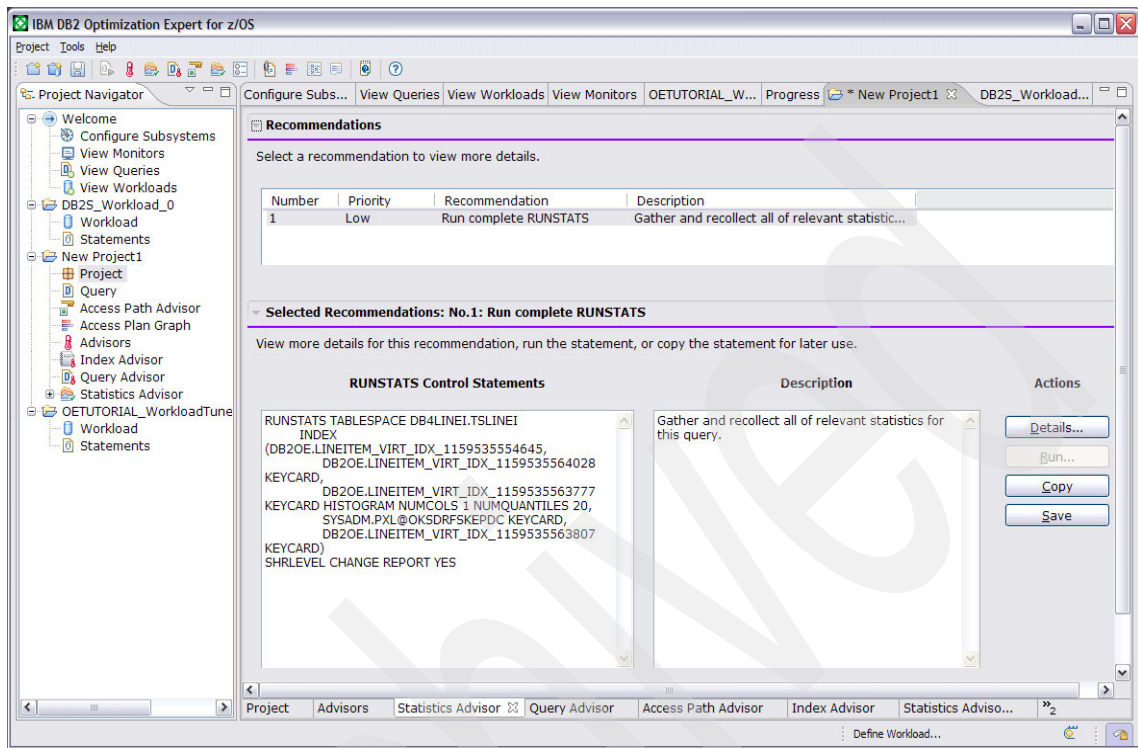 IBM DB2 Optimization Expert for z/OS
Project Tools Help
Project Navigator
Configure Subs... View Queries View Workloads View Monitors OETUTORIAL_W... Progress * New Project1 DB2S_Workload...
Welcome
Configure Subsystems
View Monitors
View Queries
View Workloads
DB2S_Workload_0
Workload
Statements
New Project1
Project
Query
Access Path Advisor
Access Plan Graph
Advisors
Index Advisor
Query Advisor
Statistics Advisor
OETUTORIAL_WorkloadTune
Workload
Statements
Recommendations
Select a recommendation to view more details.
Number Priority Recommendation Description
1 Low Run complete RUNSTATS Gather and recollect all of relevant statistic...
Selected Recommendations: No.1: Run complete RUNSTATS
View more details for this recommendation, run the statement, or copy the statement for later use.
RUNSTATS Control Statements Description Actions
RUNSTATS TABLESPACE DB4LINEI.TSLINEI
INDEX
(DB2OE.LINEITEM_VIRT_IDX_1159535554645,
DB2OE.LINEITEM_VIRT_IDX_1159535564028
KEYCARD,
DB2OE.LINEITEM_VIRT_IDX_1159535563777
KEYCARD HISTOGRAM NUMCOLS 1 NUMQUANTILES 20,
SYSADM.PXL@OKSDRFSKEPDC KEYCARD,
DB2OE.LINEITEM_VIRT_IDX_1159535563807
KEYCARD)
SHRLEVEL CHANGE REPORT YES
Gather and recollect all of relevant statistics for
this query.
Details...
Run...
Copy
Save
Project Advisors Statistics Advisor Query Advisor Access Path Advisor Index Advisor Statistics Adviso... »2
Define Workload...